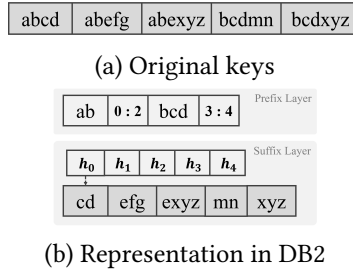 abcd abefg abexyz bcdmn bcdxyz
(a) Original keys
ab 0 : 2 bcd 3 : 4 Prefix Layer
Suffix Layer
h₀ h₁ h₂ h₃ h₄
cd efg exyz mn xyz
(b) Representation in DB2